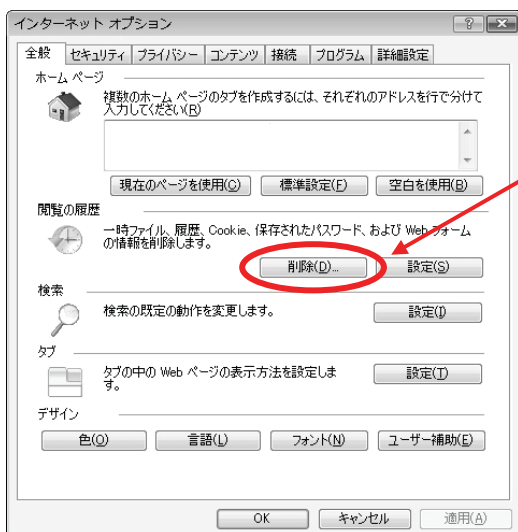 インターネット オプション
全般 セキュリティ プライバシー コンテンツ 接続 プログラム 詳細設定
ホーム ページ
複数のホーム ページのタブを作成するには、それぞれのアドレスを行で分けて
入力してください(R)
現在のページを使用(C) 標準設定(F) 空白を使用(B)
閲覧の履歴
一時ファイル、履歴、Cookie、保存されたパスワード、および Web フォーム
の情報を削除します。
削除(D)... 設定(S)
検索
検索の既定の動作を変更します。 設定(I)
タブ
タブの中の Web ページの表示方法を設定しま
す。
設定(T)
デザイン
色(O) 言語(L) フォント(N) ユーザー補助(E)
OK キャンセル 適用(A)